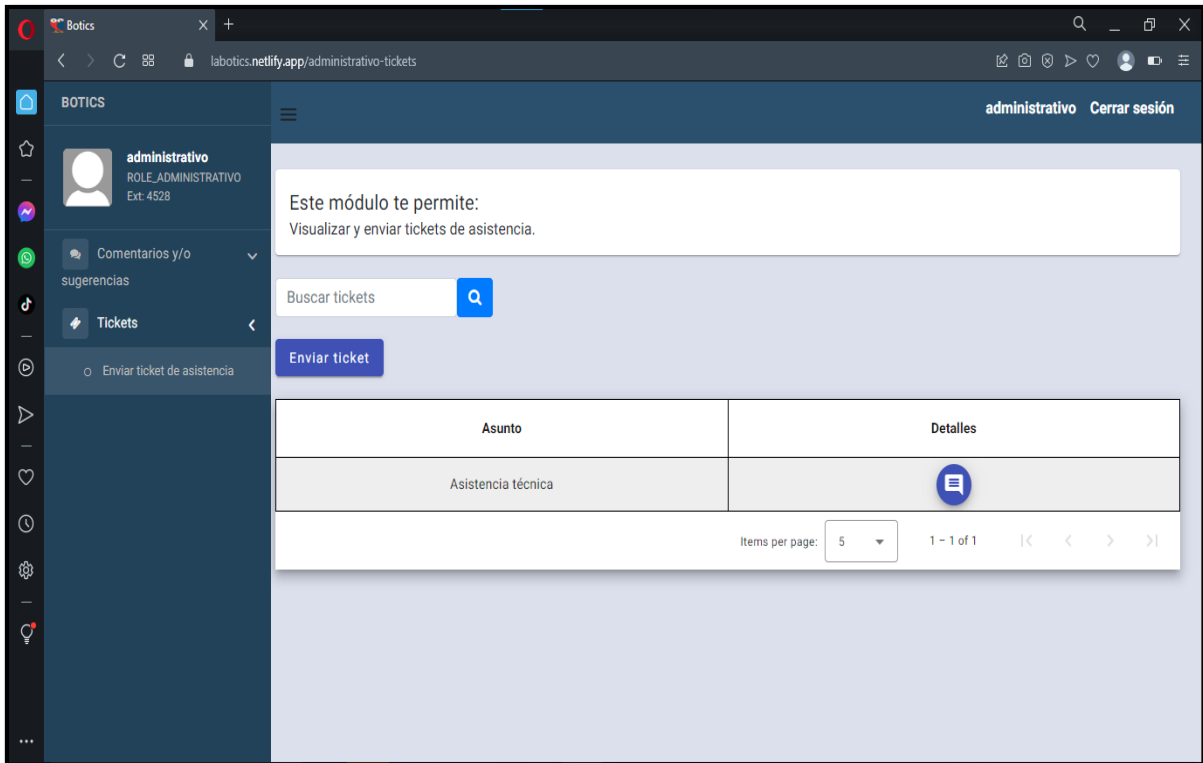 Botics
labotics.netlify.app/administrativo-tickets
BOTICS
administrativo Cerrar sesión
administrativo
ROLE_ADMINISTRATIVO
Ext: 4528
Comentarios y/o
sugerencias
Tickets
Enviar ticket de asistencia
Este módulo te permite:
Visualizar y enviar tickets de asistencia.
Buscar tickets
Enviar ticket
Asunto Detalles
Asistencia técnica
Items per page: 5 1 – 1 of 1